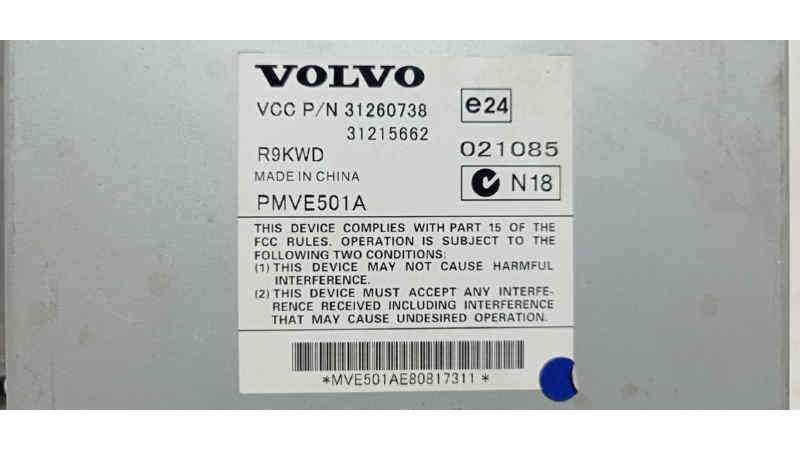 VOLVO
VCC P/N 31260738
31215662
e24
R9KWD
021085
MADE IN CHINA
N18
PMVE501A
THIS DEVICE COMPLIES WITH PART 15 OF THE
FCC RULES. OPERATION IS SUBJECT TO THE
FOLLOWING TWO CONDITIONS:
(1) THIS DEVICE MAY NOT CAUSE HARMFUL
INTERFERENCE.
(2) THIS DEVICE MUST ACCEPT ANY INTERFE-
RENCE RECEIVED INCLUDING INTERFERENCE
THAT MAY CAUSE UNDESIRED OPERATION.
*MVE501AE80817311*